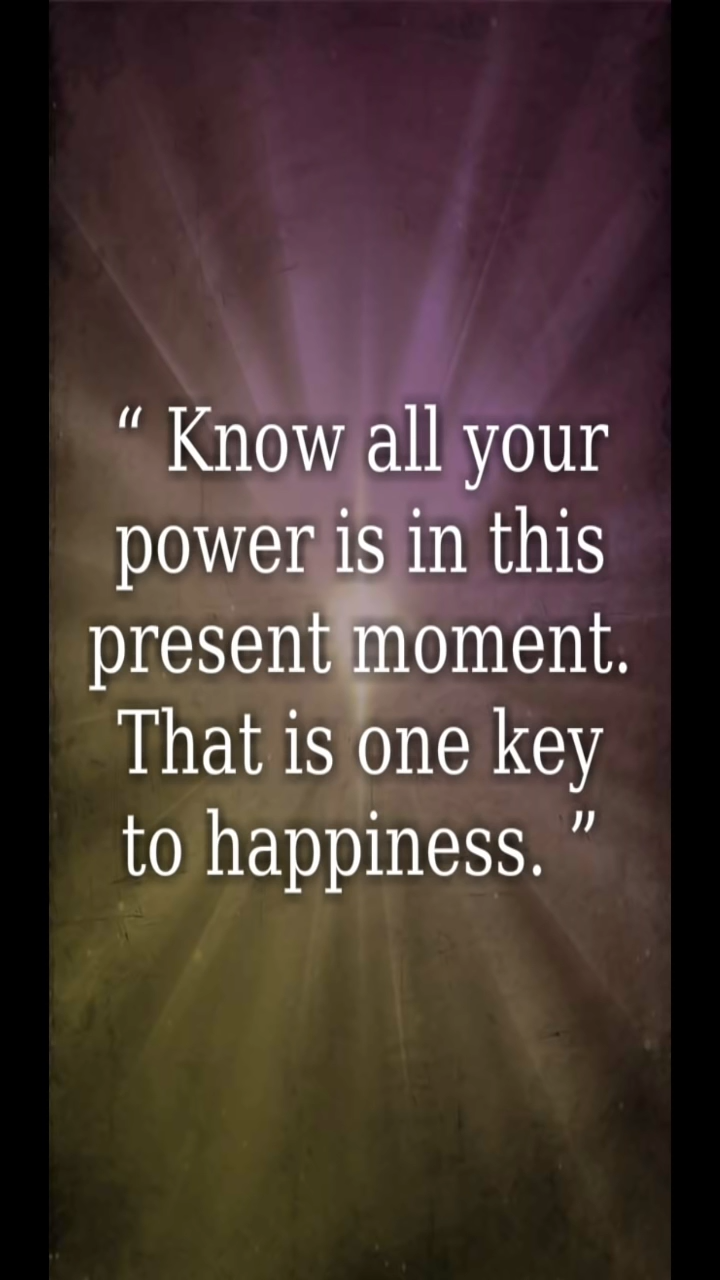 “ Know all your
power is in this
present moment.
That is one key
to happiness. ”